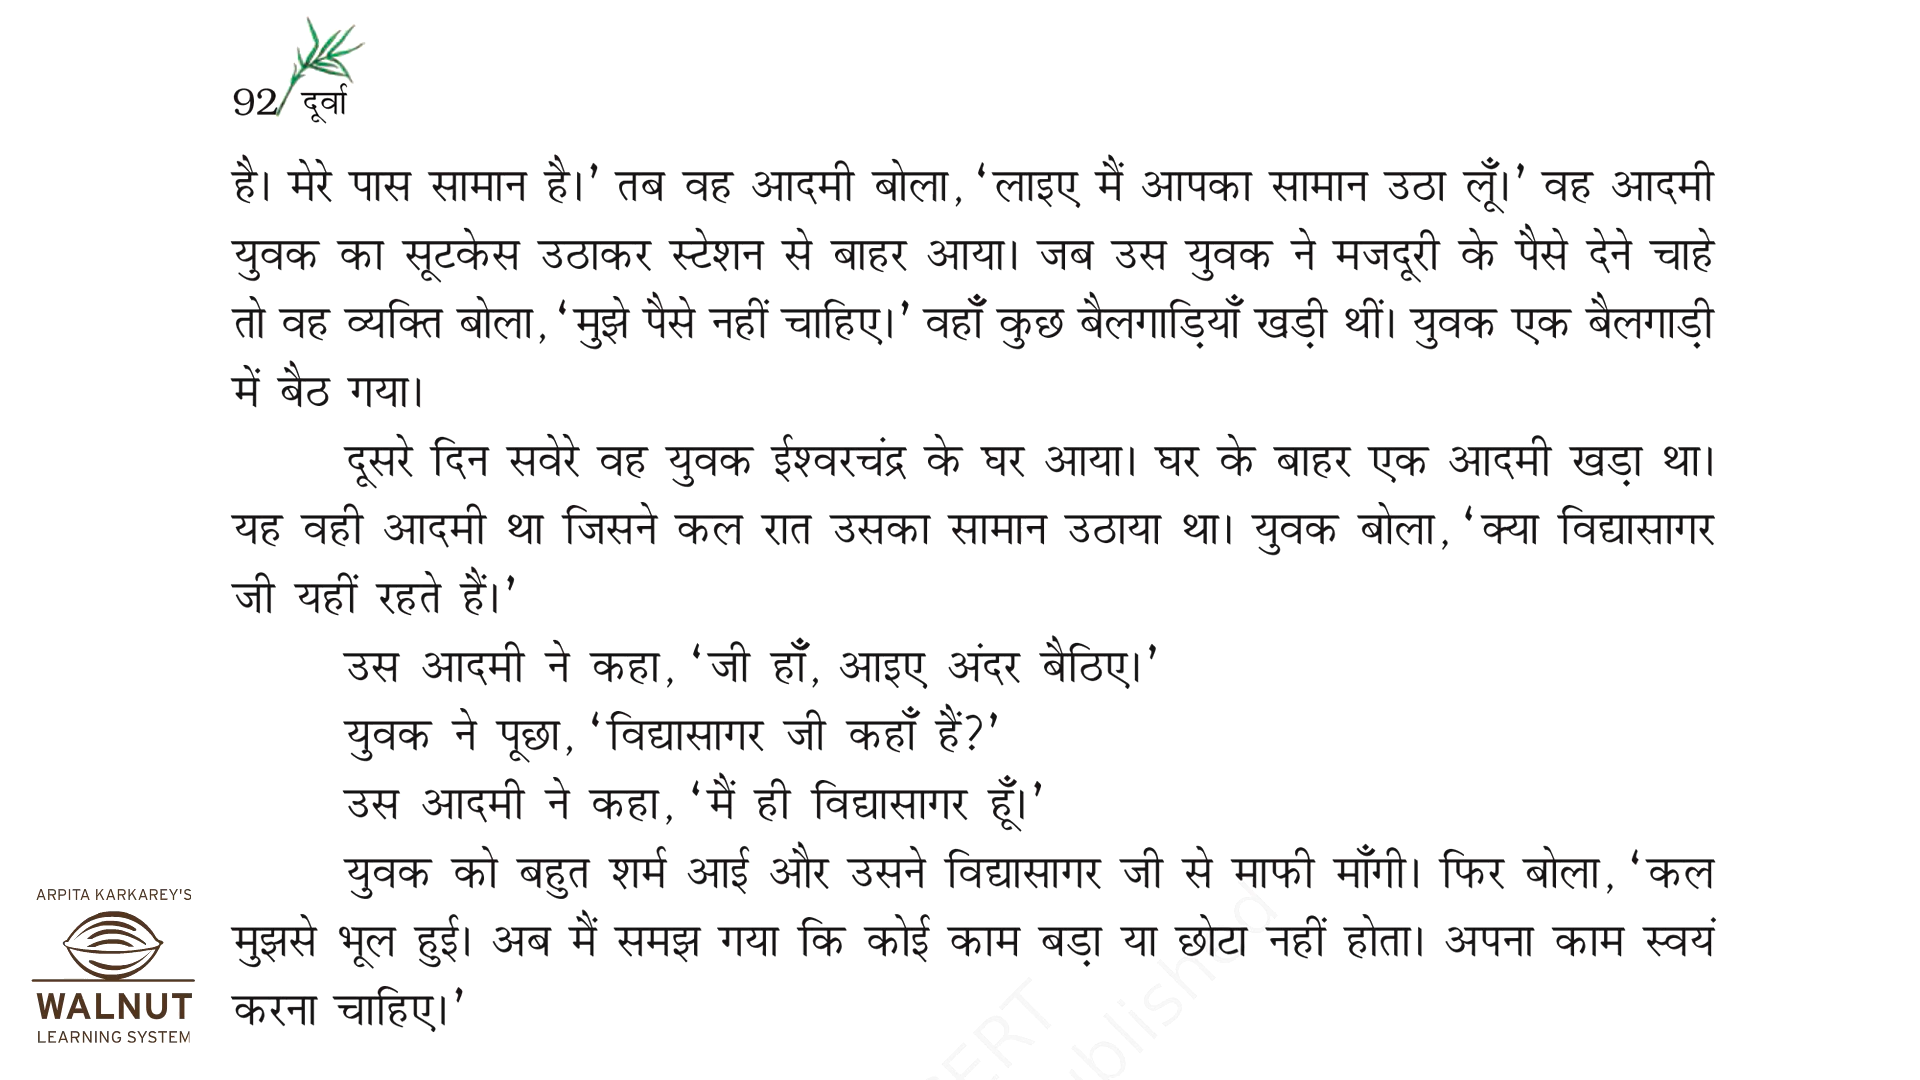 92 दूर्वा
है। मेरे पास सामान है।’ तब वह आदमी बोला, ‘लाइए मैं आपका सामान उठा लूँ।’ वह आदमी
युवक का सूटकेस उठाकर स्टेशन से बाहर आया। जब उस युवक ने मजदूरी के पैसे देने चाहे
तो वह व्यक्ति बोला, ‘मुझे पैसे नहीं चाहिए।’ वहाँ कुछ बैलगाड़ियाँ खड़ी थीं। युवक एक बैलगाड़ी
में बैठ गया।
दूसरे दिन सवेरे वह युवक ईश्वरचंद्र के घर आया। घर के बाहर एक आदमी खड़ा था।
यह वही आदमी था जिसने कल रात उसका सामान उठाया था। युवक बोला, ‘क्या विद्यासागर
जी यहीं रहते हैं।’
उस आदमी ने कहा, ‘जी हाँ, आइए अंदर बैठिए।’
युवक ने पूछा, ‘विद्यासागर जी कहाँ हैं?’
उस आदमी ने कहा, ‘मैं ही विद्यासागर हूँ।’
युवक को बहुत शर्म आई और उसने विद्यासागर जी से माफी माँगी। फिर बोला, ‘कल
मुझसे भूल हुई। अब मैं समझ गया कि कोई काम बड़ा या छोटा नहीं होता। अपना काम स्वयं
करना चाहिए।’
ARPITA KARKAREY'S
WALNUT
LEARNING SYSTEM